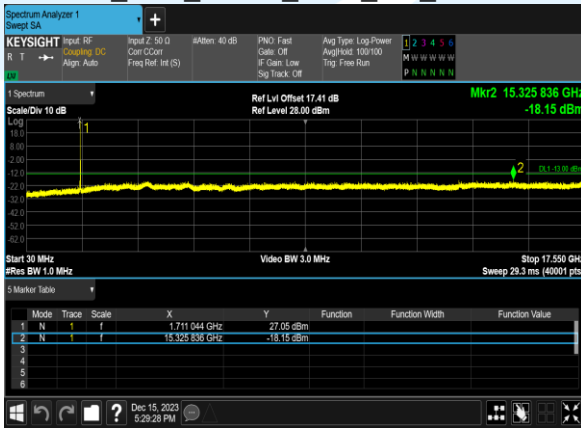 Spectrum Analyzer 1
Swept SA
+
KEYSIGHT Input: RF Input Z: 50 Ω #Atten: 40 dB PNO: Fast Avg Type: Log-Power 1 2 3 4 5 6
R T Coupling: DC Corr CCorr Gate: Off Avg|Hold: 100/100 M W W W W W
Align: Auto Freq Ref: Int (S) IF Gain: Low Trig: Free Run
Sig Track: Off P N N N N N
1 Spectrum Ref Lvl Offset 17.41 dB Mkr2 15.325 836 GHz
Scale/Div 10 dB Ref Level 28.00 dBm -18.15 dBm
Log
1
18.0
8.00
-2.00
-12.0 2 DL1 -13.00 dBm
-22.0
-32.0
-42.0
-52.0
-62.0
Start 30 MHz Video BW 3.0 MHz Stop 17.550 GHz
#Res BW 1.0 MHz Sweep 29.3 ms (40001 pts)
5 Marker Table
Mode Trace Scale X Y Function Function Width Function Value
1 N 1 f 1.711 044 GHz 27.05 dBm
2 N 1 f 15.325 836 GHz -18.15 dBm
3
4
5
6
? Dec 15, 2023
5:29:28 PM